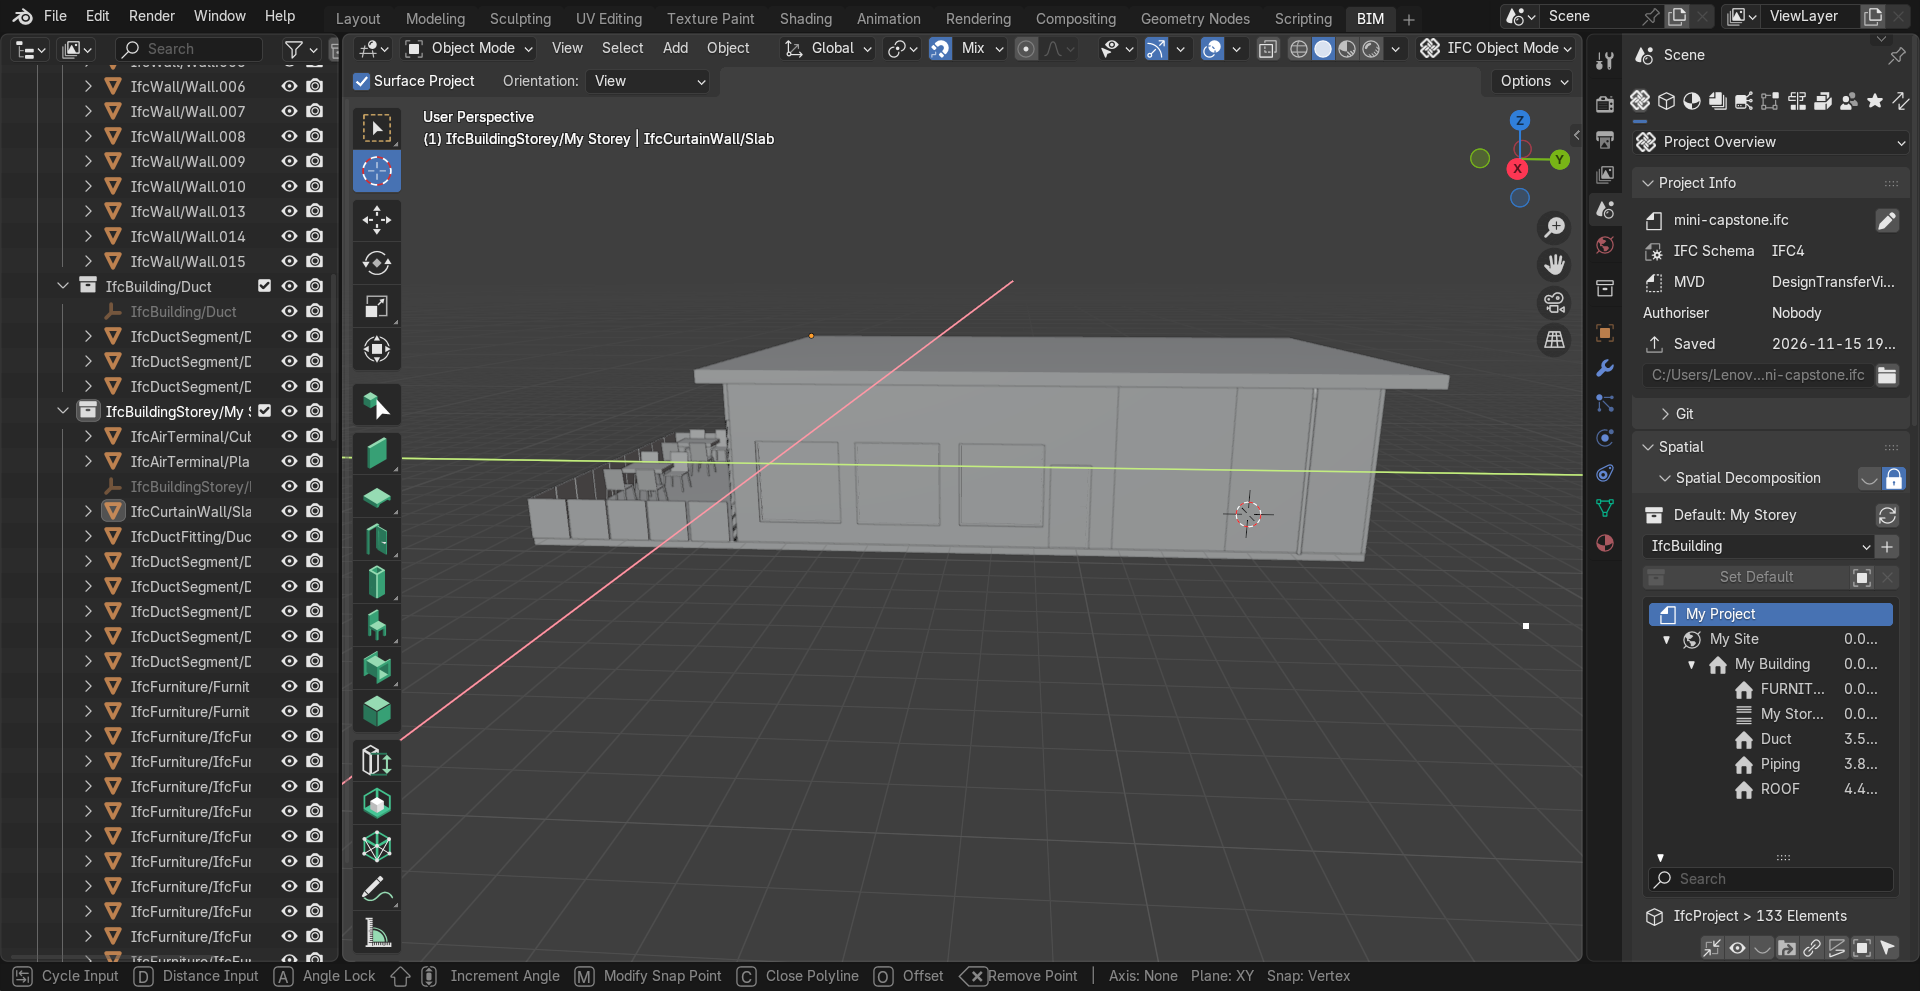 File Edit Render Window Help
Layout Modeling Sculpting UV Editing Texture Paint Shading Animation Rendering Compositing Geometry Nodes Scripting BIM
Scene
ViewLayer
Search
Object Mode View Select Add Object Global Mix IFC Object Mode
Surface Project Orientation: View Options
User Perspective
(1) IfcBuildingStorey/My Storey | IfcCurtainWall/Slab
Z
Y
X
IfcWall/Wall.006
IfcWall/Wall.007
IfcWall/Wall.008
IfcWall/Wall.009
IfcWall/Wall.010
IfcWall/Wall.013
IfcWall/Wall.014
IfcWall/Wall.015
IfcBuilding/Duct
IfcBuilding/Duct
IfcDuctSegment/D
IfcDuctSegment/D
IfcDuctSegment/D
IfcBuildingStorey/My S
IfcAirTerminal/Cub
IfcAirTerminal/Pla
IfcBuildingStorey/
IfcCurtainWall/Sla
IfcDuctFitting/Duc
IfcDuctSegment/D
IfcDuctSegment/D
IfcDuctSegment/D
IfcDuctSegment/D
IfcDuctSegment/D
IfcFurniture/Furnit
IfcFurniture/Furnit
IfcFurniture/IfcFur
IfcFurniture/IfcFur
IfcFurniture/IfcFur
IfcFurniture/IfcFur
IfcFurniture/IfcFur
IfcFurniture/IfcFur
IfcFurniture/IfcFur
IfcFurniture/IfcFur
IfcFurniture/IfcFur
Scene
Project Overview
Project Info
mini-capstone.ifc
IFC Schema IFC4
MVD DesignTransferVi...
Authoriser Nobody
Saved 2026-11-15 19...
C:/Users/Lenov...ni-capstone.ifc
Git
Spatial
Spatial Decomposition
Default: My Storey
IfcBuilding
Set Default
My Project
My Site 0.0...
My Building 0.0...
FURNIT... 0.0...
My Stor... 0.0...
Duct 3.5...
Piping 3.8...
ROOF 4.4...
Search
IfcProject > 133 Elements
Cycle Input D Distance Input A Angle Lock Increment Angle M Modify Snap Point C Close Polyline O Offset Remove Point | Axis: None Plane: XY Snap: Vertex